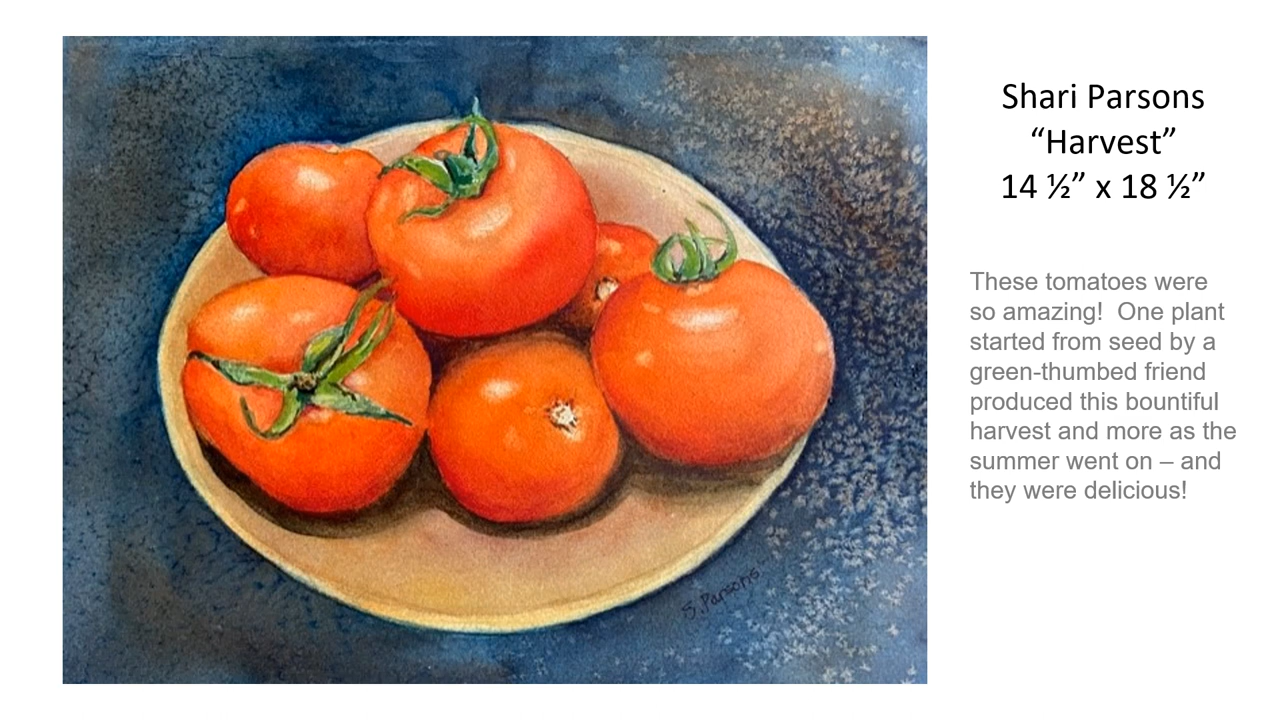 Shari Parsons
“Harvest”
14 ½” x 18 ½”
These tomatoes were
so amazing!  One plant
started from seed by a
green-thumbed friend
produced this bountiful
harvest and more as the
summer went on – and
they were delicious!
S. Parsons